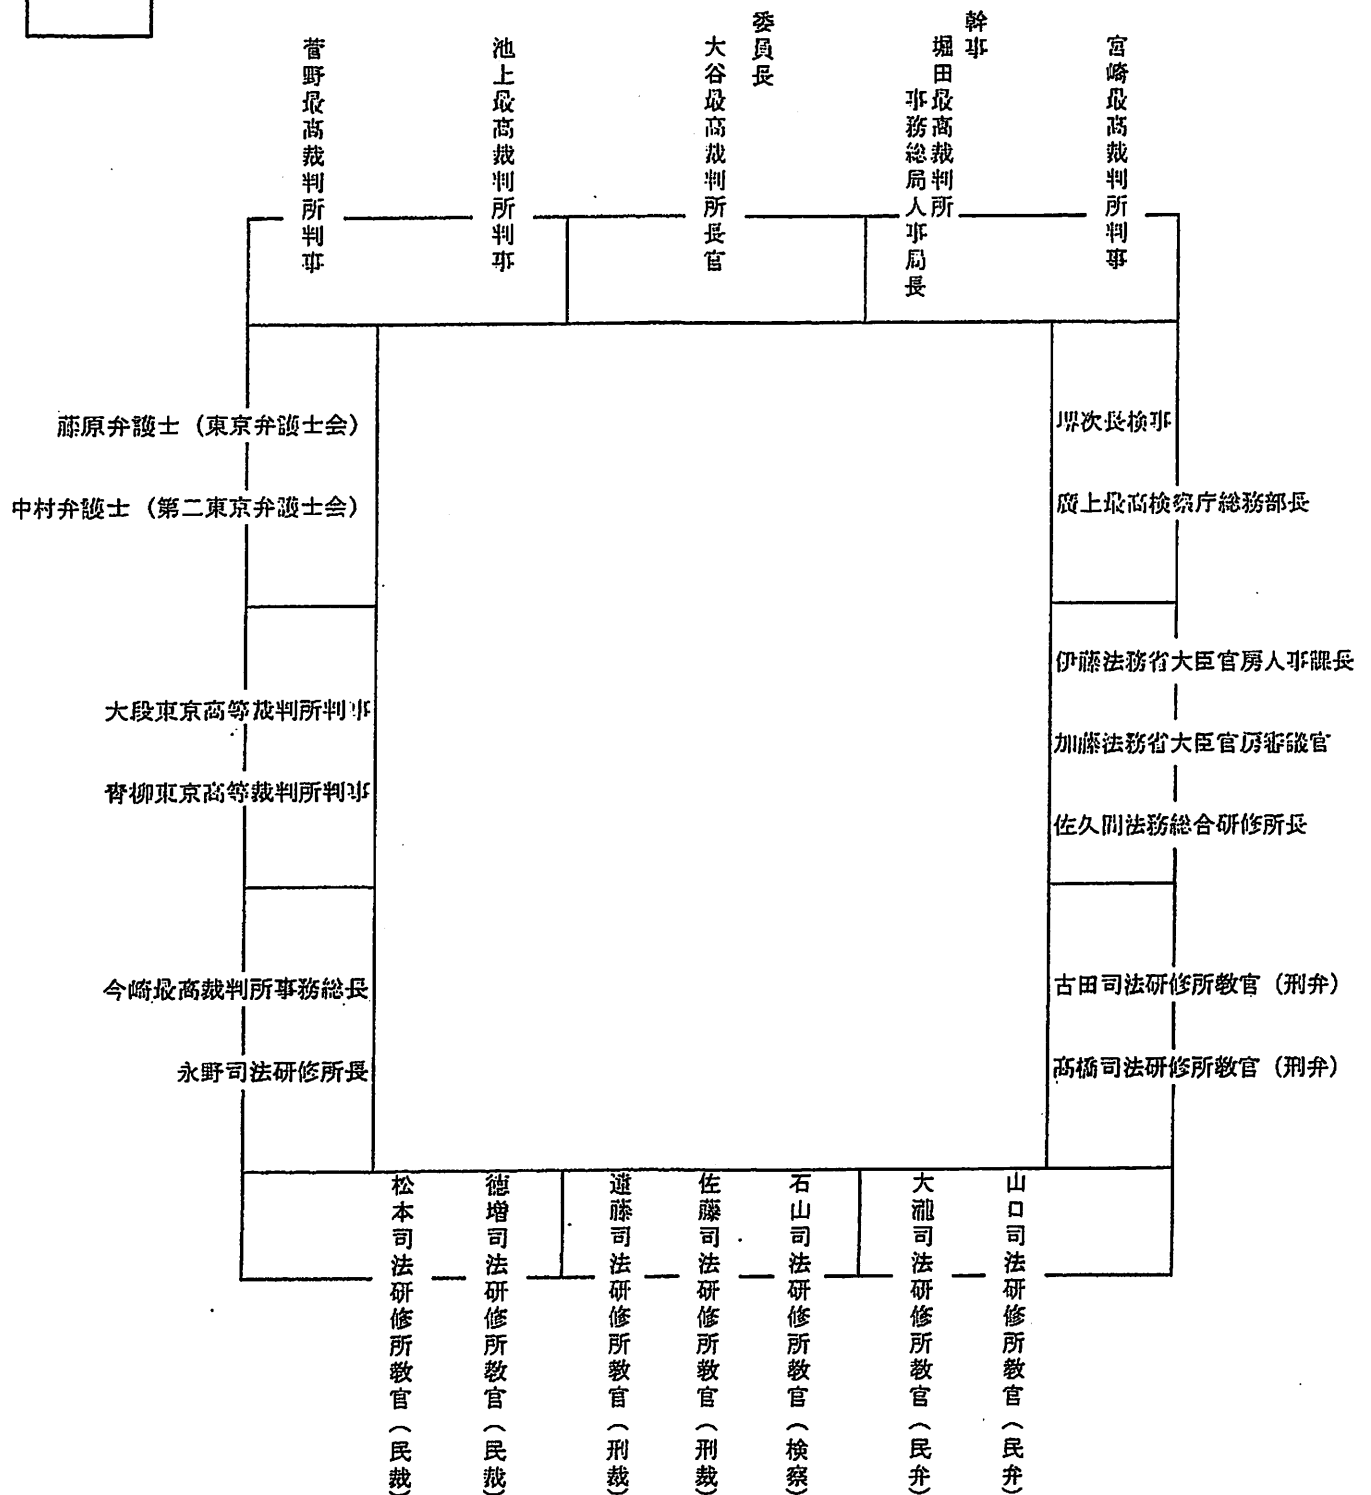 委員長
幹事
菅野最高裁判所判事
池上最高裁判所判事
大谷最高裁判所長官
堀田最高裁判所
事務総局人事局長
宮崎最高裁判所判事
藤原弁護士（東京弁護士会）
中村弁護士（第二東京弁護士会）
大段東京高等裁判所判事
青柳東京高等裁判所判事
今崎最高裁判所事務総長
永野司法研修所長
堺次長検事
廣上最高検察庁総務部長
伊藤法務省大臣官房人事課長
加藤法務省大臣官房審議官
佐久間法務総合研修所長
古田司法研修所教官（刑弁）
髙橋司法研修所教官（刑弁）
松本司法研修所教官（民裁）
徳増司法研修所教官（民裁）
遠藤司法研修所教官（刑裁）
佐藤司法研修所教官（刑裁）
石山司法研修所教官（検察）
大瀧司法研修所教官（民弁）
山口司法研修所教官（民弁）